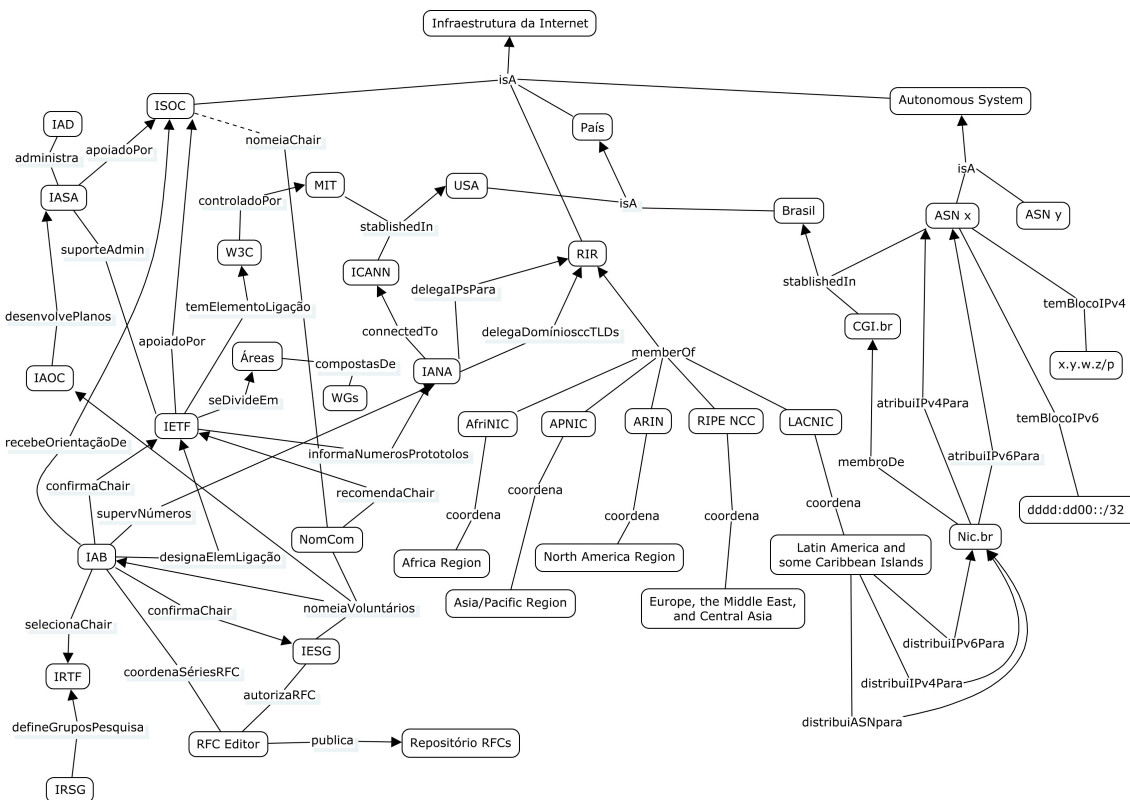 Infraestrutura da Internet
isA
ISOC
Autonomous System
IAD
País
apoiadoPor
nomeiaChair
administra
isA
MIT
USA
IASA
controladoPor
isA
Brasil
ASN x
ASN y
stablishedIn
suporteAdmin
W3C
RIR
ICANN
stablishedIn
delegaIPsPara
temBlocoIPv4
temElementoLigação
desenvolvePlanos
CGI.br
connectedTo
delegaDomíniosccTLDs
apoiadoPor
Áreas
memberOf
compostasDe
x.y.w.z/p
IAOC
IANA
WGs
seDivideEm
atribuiIPv4Para
temBlocoIPv6
AfriNIC
APNIC
ARIN
RIPE NCC
LACNIC
IETF
recebeOrientaçãoDe
informaNumerosPrototolos
atribuiIPv6Para
membroDe
confirmaChair
recomendaChair
coordena
coordena
supervNúmeros
coordena
coordena
coordena
dddd:dd00::/32
NomCom
Nic.br
IAB
designaElemLigação
Africa Region
North America Region
Latin America and
some Caribbean Islands
confirmaChair
nomeiaVoluntários
Asia/Pacific Region
Europe, the Middle East,
and Central Asia
selecionaChair
distribuiIPv6Para
IESG
coordenaSériesRFC
IRTF
distribuiIPv4Para
autorizaRFC
distribuiASNpara
defineGruposPesquisa
RFC Editor
publica
Repositório RFCs
IRSG